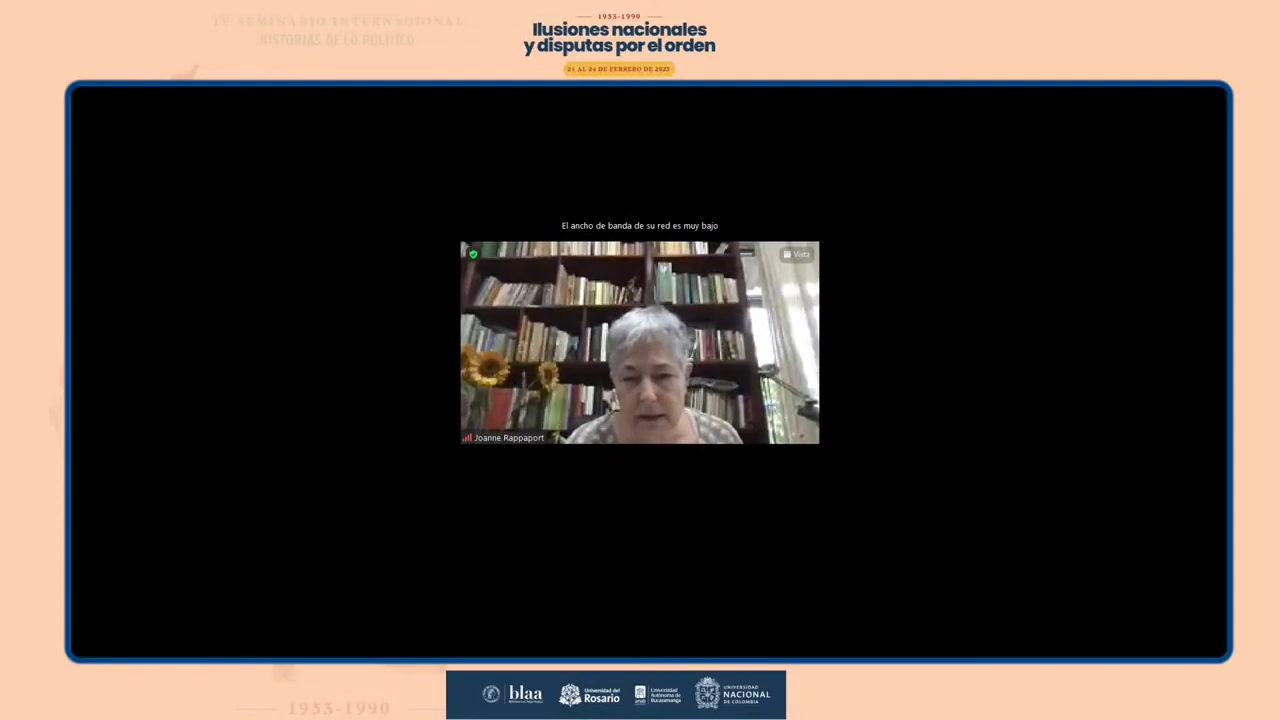 IV SEMINARIO INTERNACIONAL
HISTORIAS DE LO POLÍTICO
1953-1990
Ilusiones nacionales
y disputas por el orden
21 AL 24 DE FEBRERO DE 2023
El ancho de banda de su red es muy bajo
Vista
Joanne Rappaport
1953-1990
blaa
Universidad del
Rosario
Universidad
Autónoma de
Bucaramanga
unab
UNIVERSIDAD
NACIONAL
DE COLOMBIA